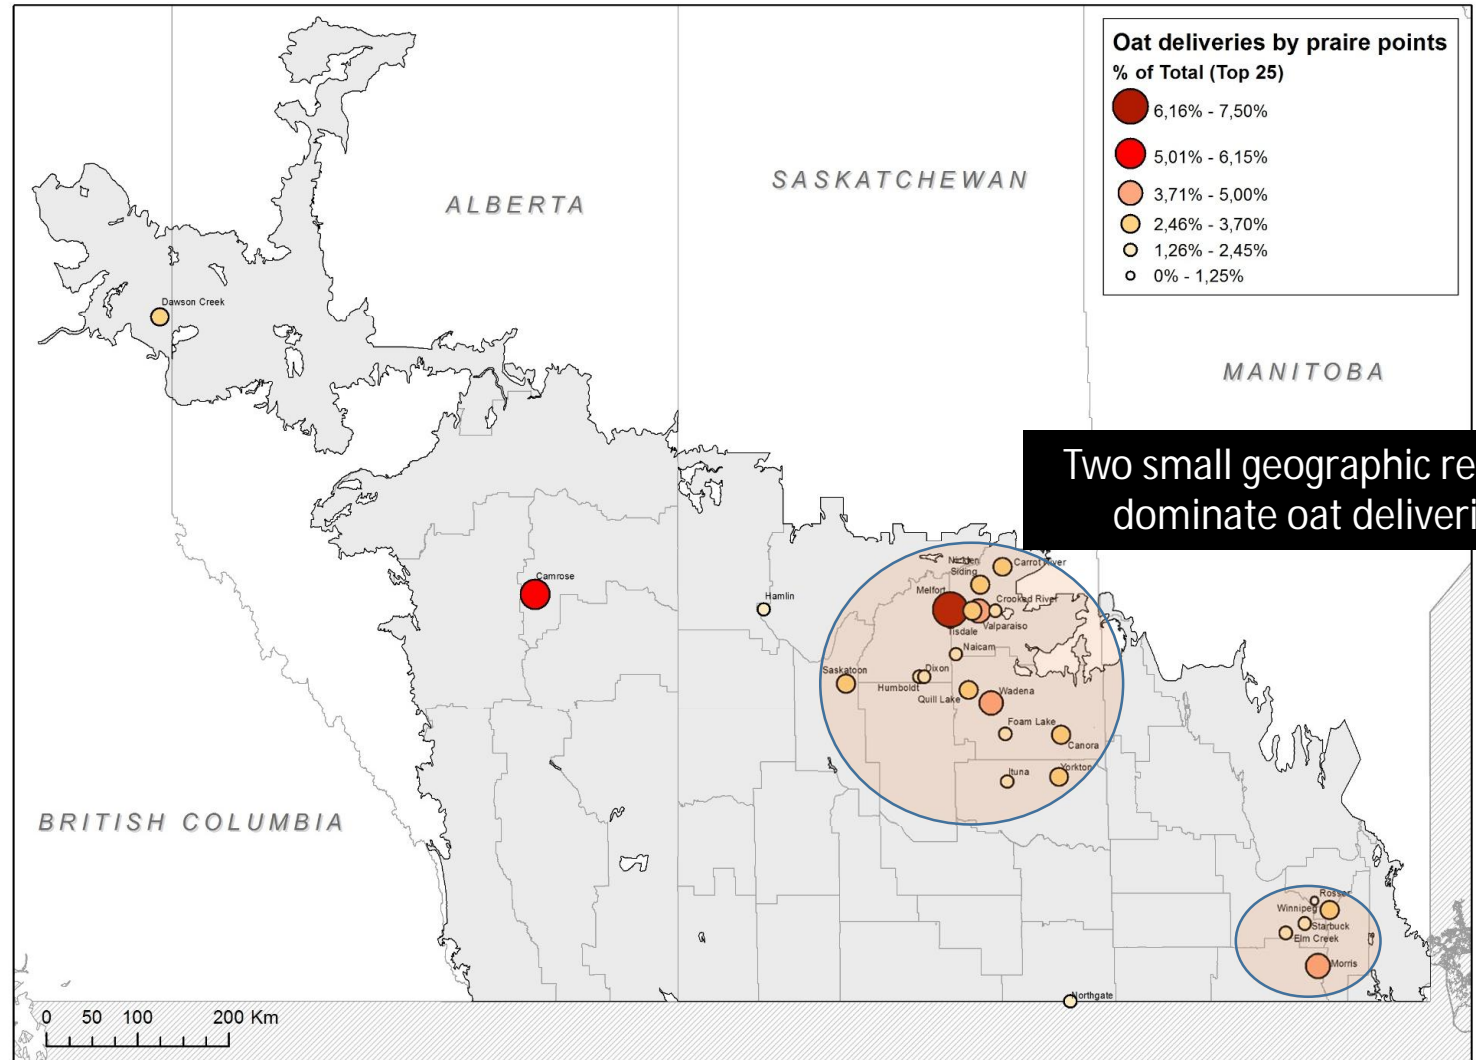 Oat deliveries by praire points
% of Total (Top 25)
6,16% - 7,50%
5,01% - 6,15%
3,71% - 5,00%
2,46% - 3,70%
1,26% - 2,45%
0% - 1,25%
SASKATCHEWAN
ALBERTA
MANITOBA
BRITISH COLUMBIA
Two small geographic re
dominate oat deliveri
Dawson Creek
Camrose
Hamlin
Siding
Carrot River
Melfort
Crooked River
Valparaiso
Tisdale
Naicam
Saskatoon
Dixon
Humboldt
Quill Lake
Wadena
Foam Lake
Canora
Ituna
Yorkton
Rosser
Winnipeg
Starbuck
Elm Creek
Morris
Northgate
0 50 100 200 Km